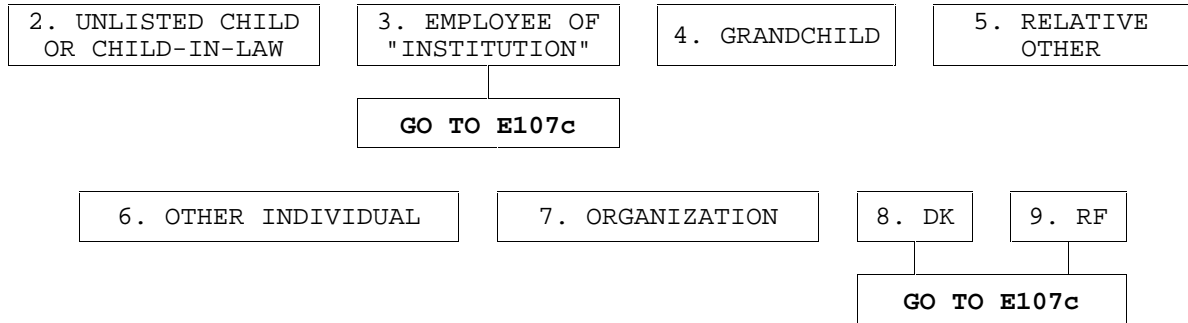 2. UNLISTED CHILD
OR CHILD-IN-LAW
3. EMPLOYEE OF
"INSTITUTION"
4. GRANDCHILD
5. RELATIVE
OTHER
GO TO E107c
6. OTHER INDIVIDUAL
7. ORGANIZATION
8. DK
9. RF
GO TO E107c